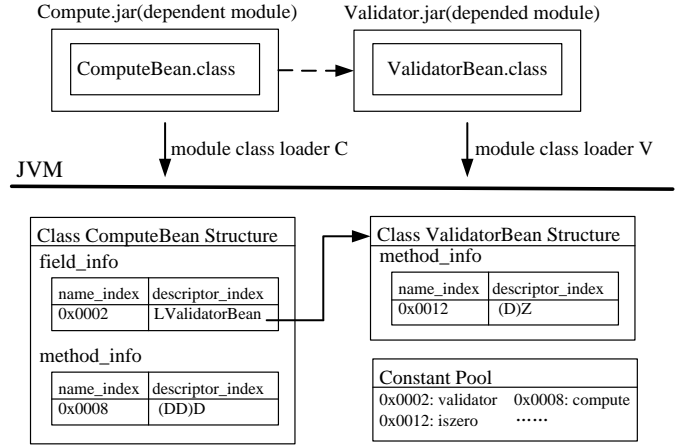 Compute.jar(dependent module)
Validator.jar(depended module)
ComputeBean.class
ValidatorBean.class
module class loader C
module class loader V
JVM
Class ComputeBean Structure
field_info
name_index descriptor_index
0x0002 LValidatorBean
method_info
name_index descriptor_index
0x0008 (DD)D
Class ValidatorBean Structure
method_info
name_index descriptor_index
0x0012 (D)Z
Constant Pool
0x0002: validator 0x0008: compute
0x0012: iszero ······